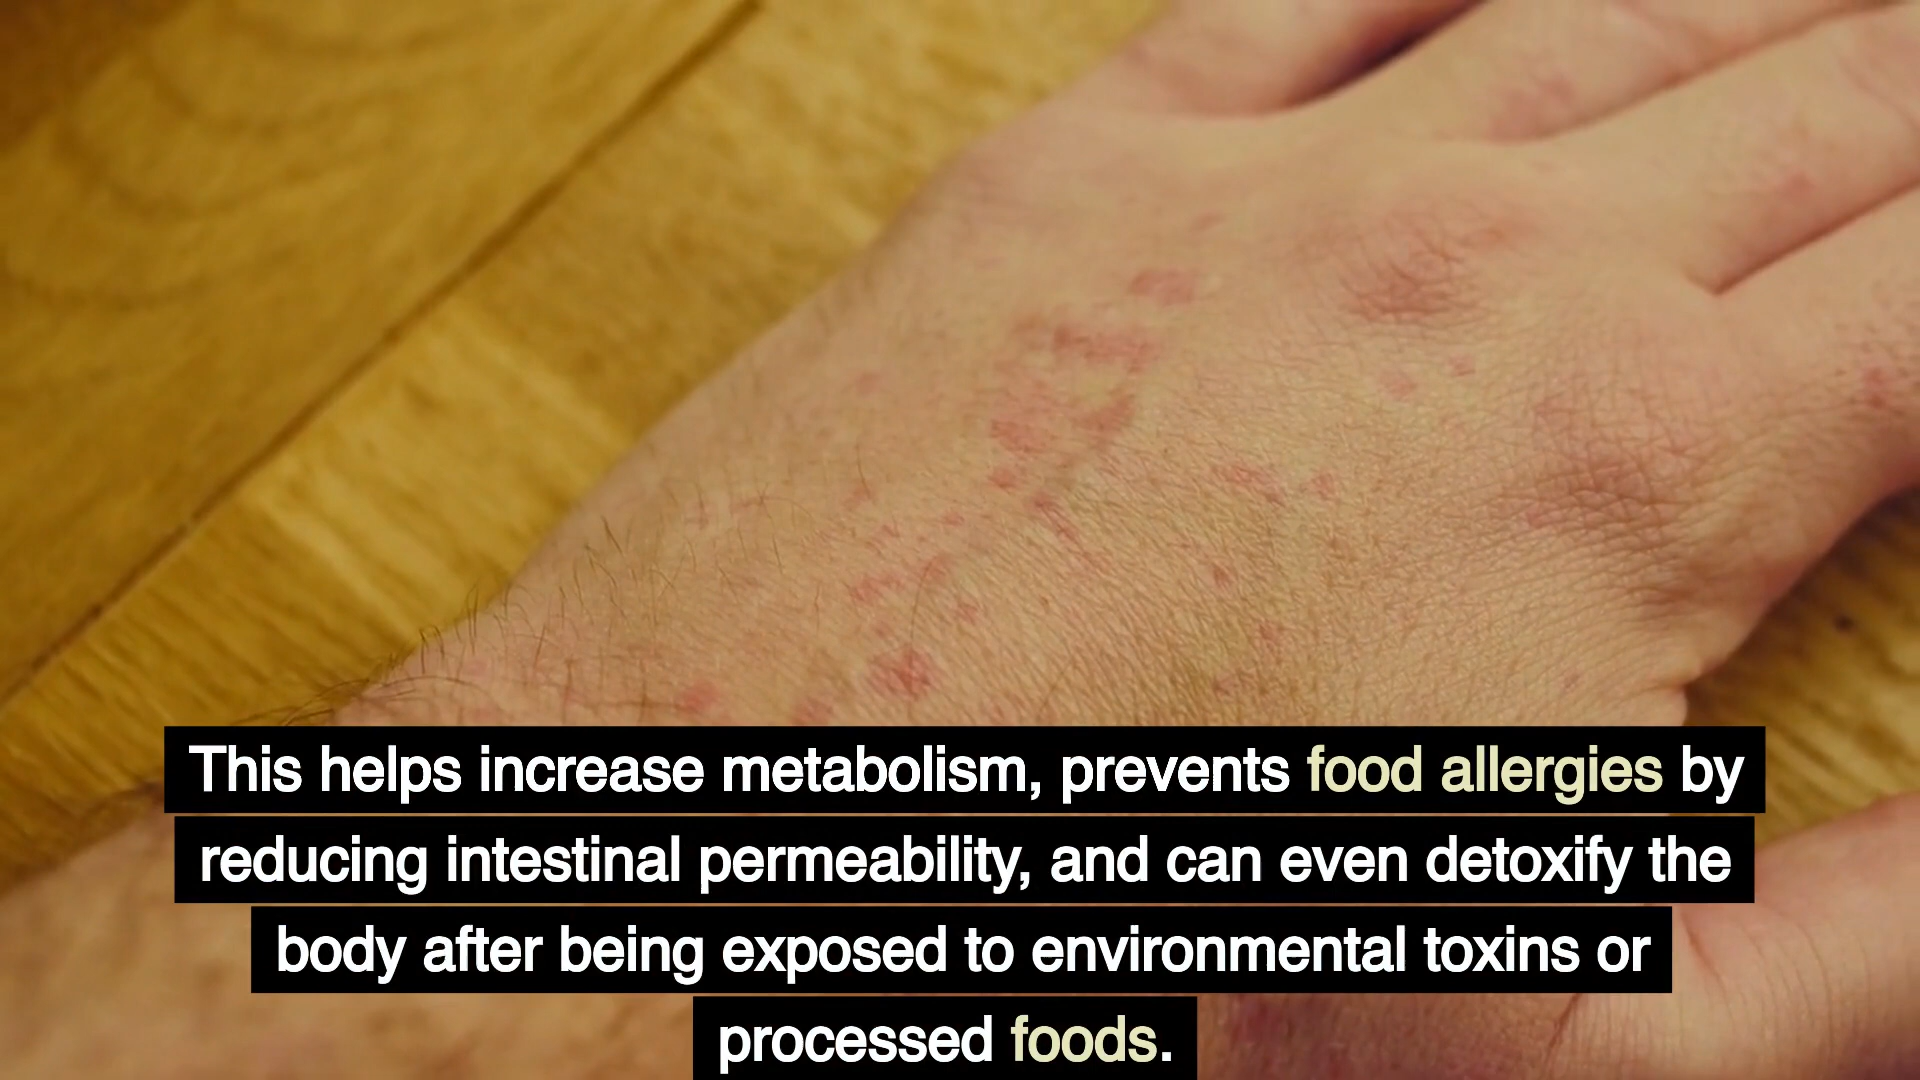 This helps increase metabolism, prevents food allergies by
reducing intestinal permeability, and can even detoxify the
body after being exposed to environmental toxins or
processed foods.